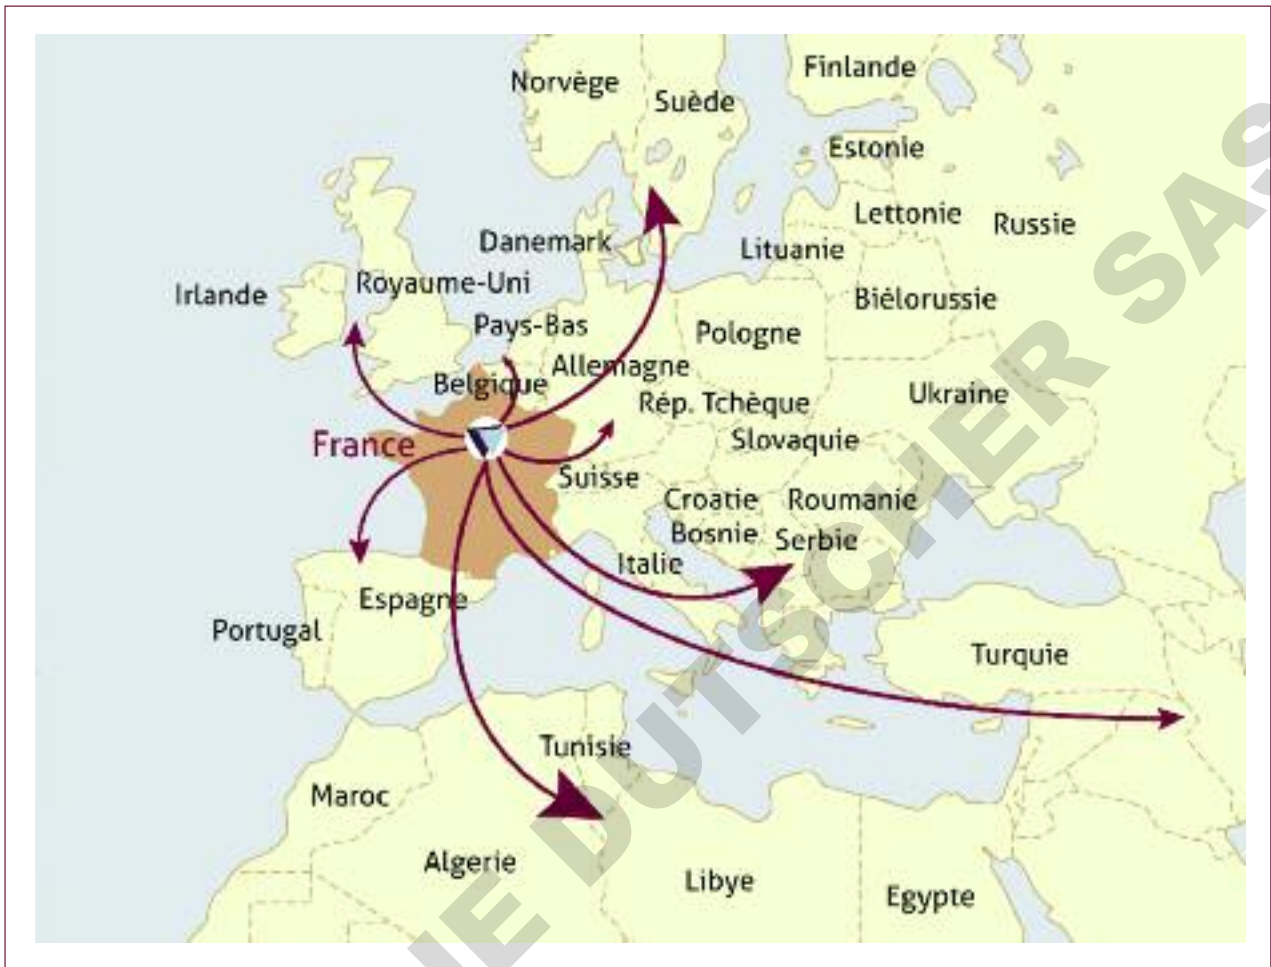 Finlande
Norvège
Suède
Estonie
Lettonie
Russie
Danemark
Lituanie
Irlande
Royaume-Uni
Biélorussie
Pays-Bas
Pologne
Allemagne
Belgique
Ukraine
Rép. Tchèque
France
Slovaquie
Suisse
Croatie
Roumanie
Bosnie
Serbie
Italie
Espagne
Portugal
Turquie
Tunisie
Maroc
Algerie
Libye
Egypte
DUTSCHER SAS